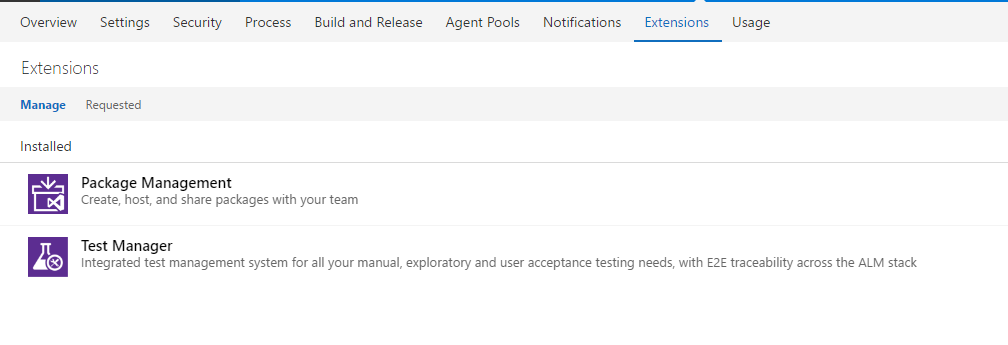 Overview Settings Security Process Build and Release Agent Pools Notifications Extensions Usage
Extensions
Manage Requested
Installed
Package Management
Create, host, and share packages with your team
Test Manager
Integrated test management system for all your manual, exploratory and user acceptance testing needs, with E2E traceability across the ALM stack